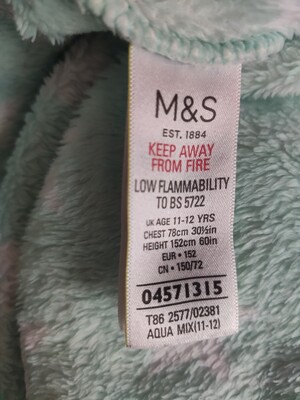 M&S
EST. 1884
KEEP AWAY
FROM FIRE
LOW FLAMMABILITY
TO BS 5722
UK AGE 11-12 YRS
CHEST 78cm 30½in
HEIGHT 152cm 60in
EUR • 152
CN • 150/72
04571315
T86 2577/02381
AQUA MIX(11-12)